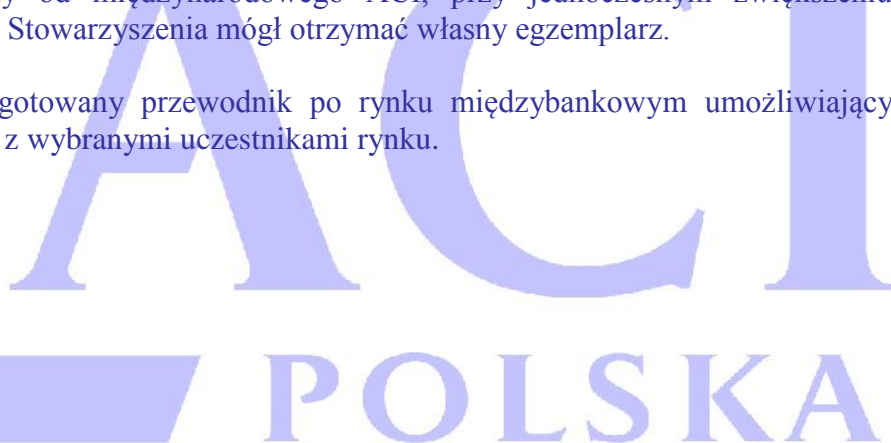 od międzynarodowego ACI, przy jednoczesnym zwiększeniu
Stowarzyszenia mógł otrzymać własny egzemplarz.
gotowany przewodnik po rynku międzybankowym umożliwiający
z wybranymi uczestnikami rynku.
ACI
POLSKA